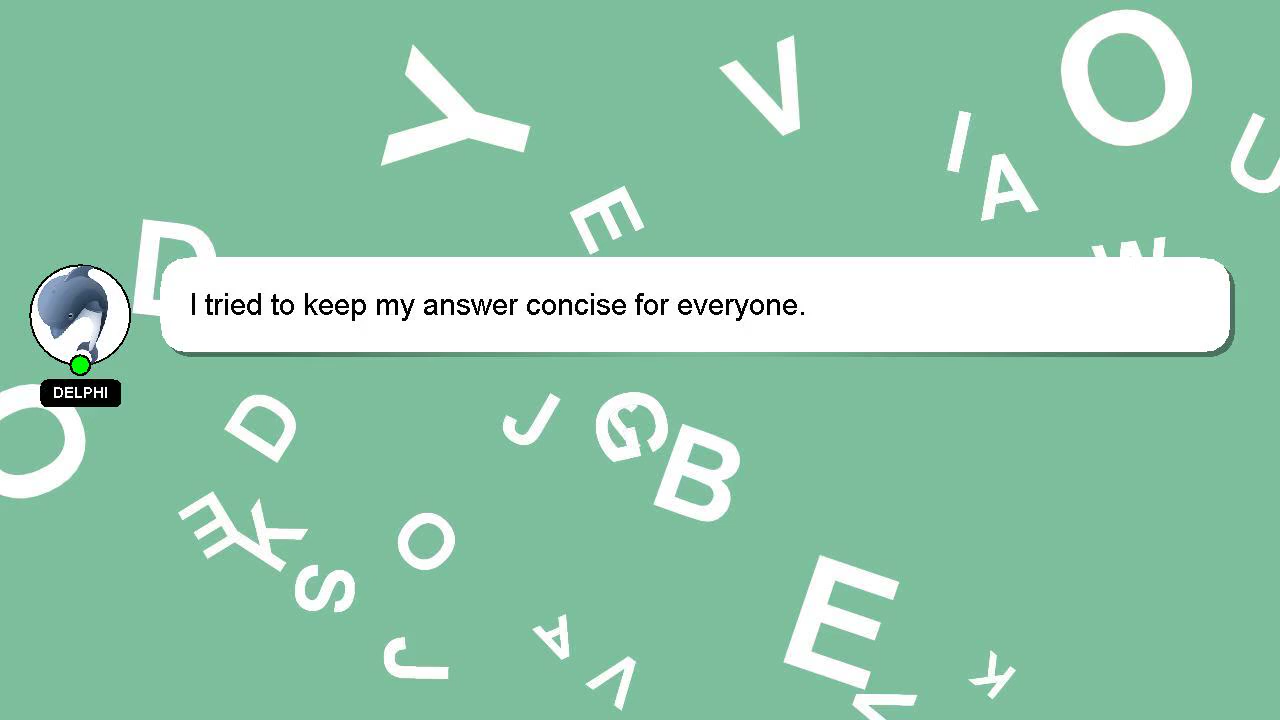 Y
V
O
I
A
U
E
D
W
I tried to keep my answer concise for everyone.
DELPHI
O
D
J
G
B
E
K
O
S
E
J
A
V
K
V